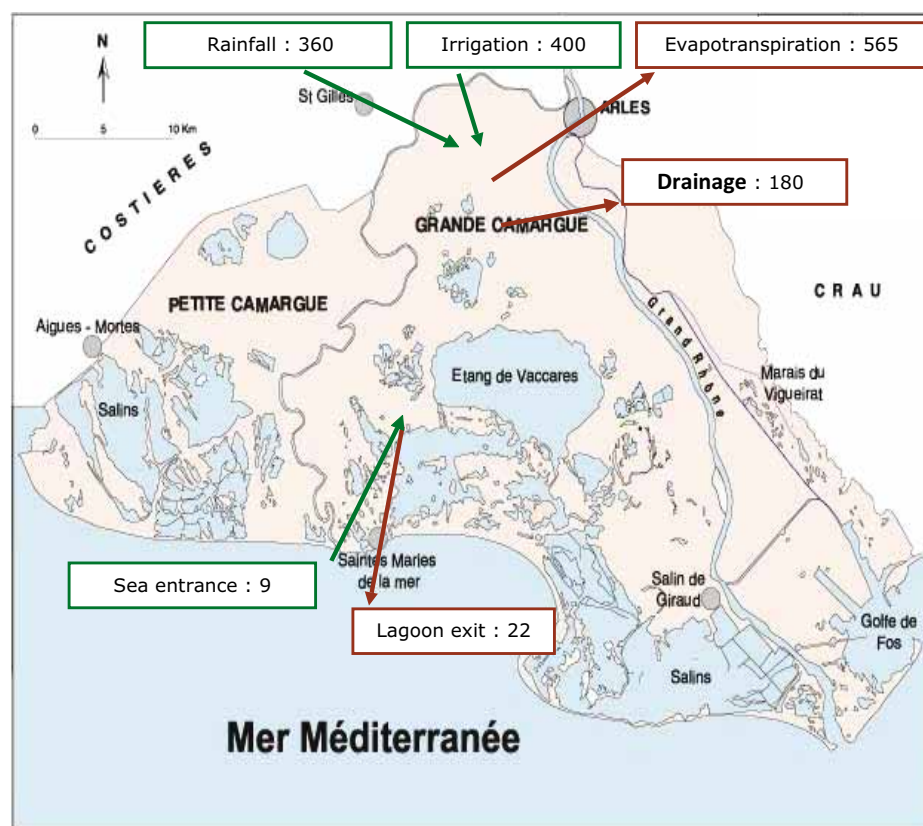 Rainfall : 360
Irrigation : 400
Evapotranspiration : 565
N
St Gilles
ARLES
0 5 10 Km
COSTIERES
Drainage : 180
GRANDE CAMARGUE
CRAU
PETITE CAMARGUE
Grand Rhône
Aigues - Mortes
Etang de Vaccares
Marais du
Vigueirat
Salins
Saintes Maries
de la mer
Sea entrance : 9
Salin de
Giraud
Golfe de
Fos
Lagoon exit : 22
Salins
Mer Méditerranée